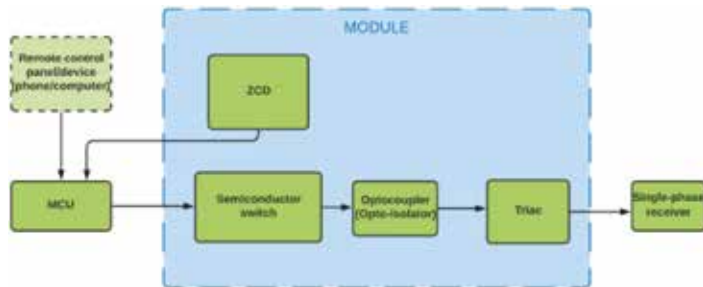 MODULE
Remote control
panel/device
(phone/computer)
ZCD
MCU
Semiconductor
switch
Optocoupler
(Opto-isolator)
Triac
Single-phase
receiver